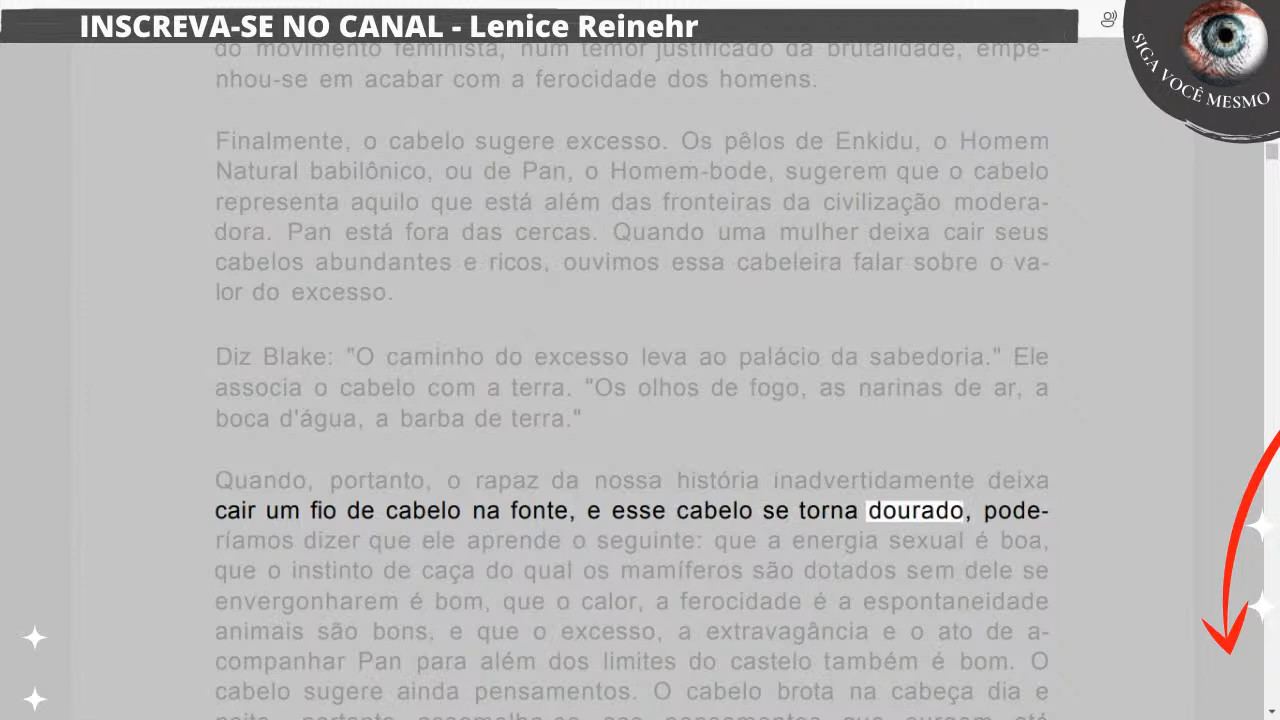 INSCREVA-SE NO CANAL - Lenice Reinehr
SIGA VOCÊ MESMO
do movimento feminista, num temor justificado da brutalidade, empe-
nhou-se em acabar com a ferocidade dos homens.
Finalmente, o cabelo sugere excesso. Os pêlos de Enkidu, o Homem
Natural babilônico, ou de Pan, o Homem-bode, sugerem que o cabelo
representa aquilo que está além das fronteiras da civilização modera-
dora. Pan está fora das cercas. Quando uma mulher deixa cair seus
cabelos abundantes e ricos, ouvimos essa cabeleira falar sobre o va-
lor do excesso.
Diz Blake: "O caminho do excesso leva ao palácio da sabedoria." Ele
associa o cabelo com a terra. "Os olhos de fogo, as narinas de ar, a
boca d'água, a barba de terra."
Quando, portanto, o rapaz da nossa história inadvertidamente deixa
cair um fio de cabelo na fonte, e esse cabelo se torna dourado, pode-
ríamos dizer que ele aprende o seguinte: que a energia sexual é boa,
que o instinto de caça do qual os mamíferos são dotados sem dele se
envergonharem é bom, que o calor, a ferocidade é a espontaneidade
animais são bons. e que o excesso, a extravagância e o ato de a-
companhar Pan para além dos limites do castelo também é bom. O
cabelo sugere ainda pensamentos. O cabelo brota na cabeça dia e